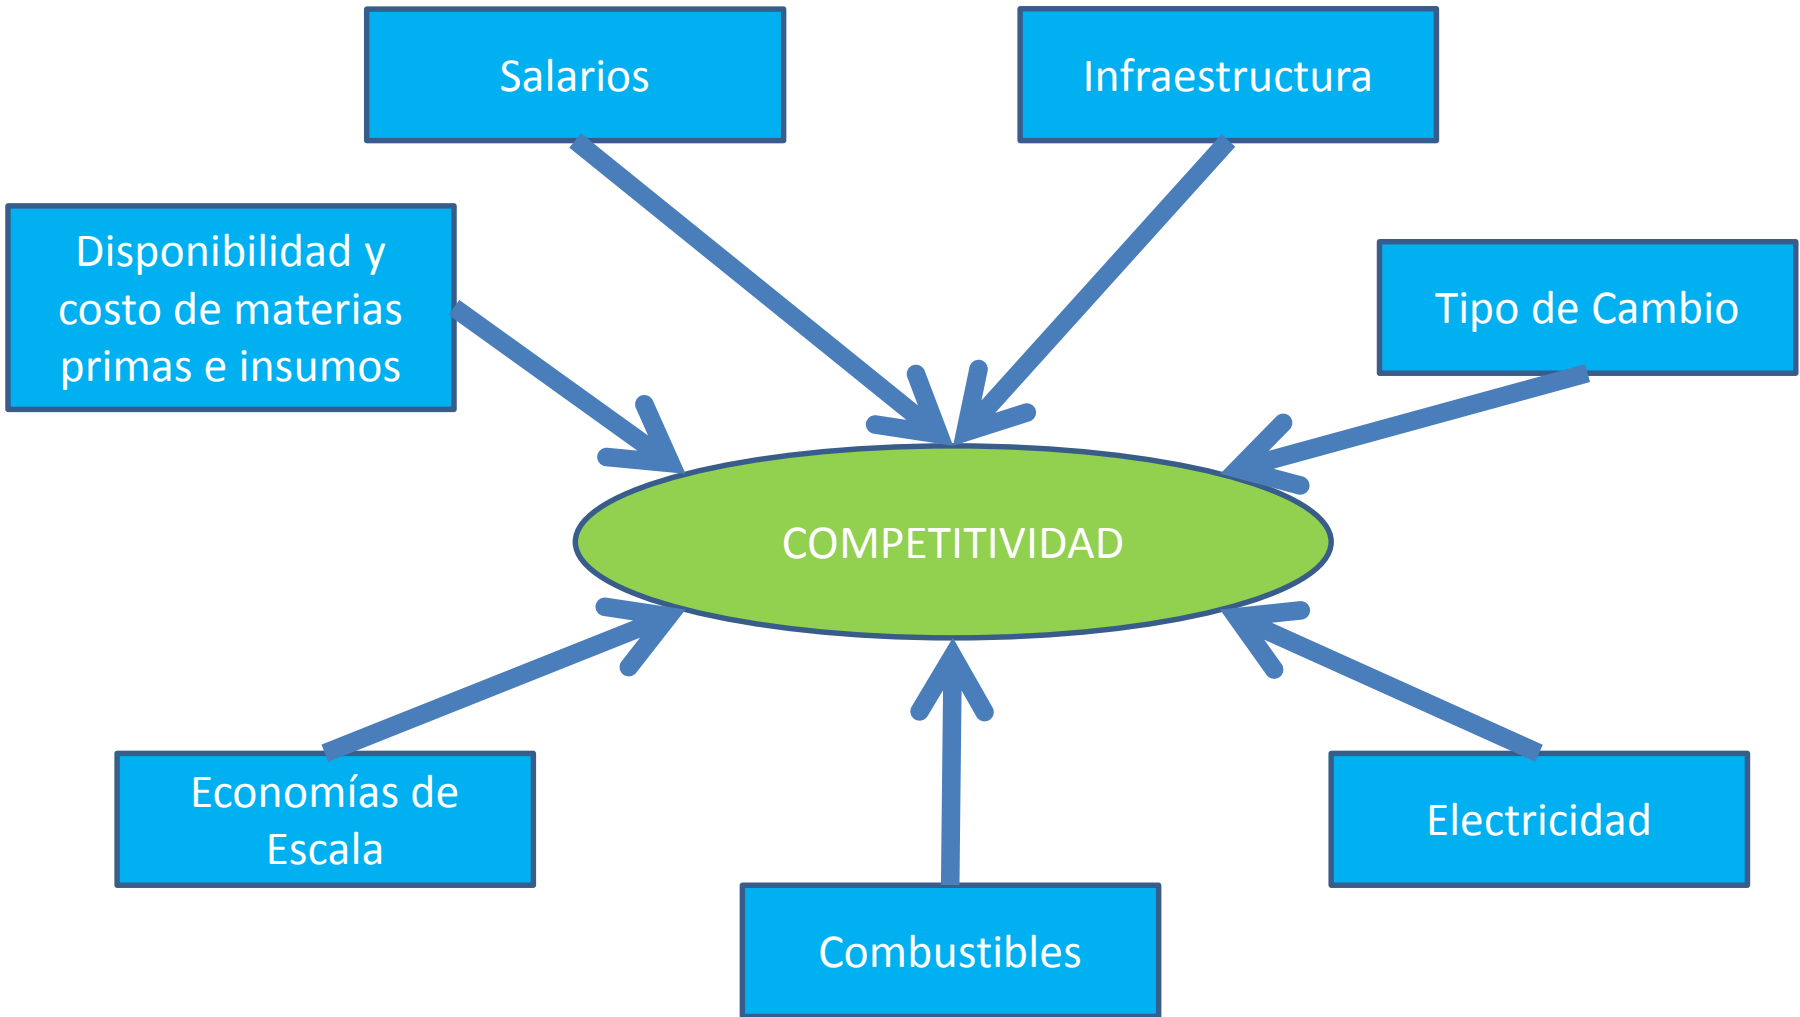 Salarios
Infraestructura
Disponibilidad y
costo de materias
primas e insumos
Tipo de Cambio
COMPETITIVIDAD
Economías de
Escala
Electricidad
Combustibles